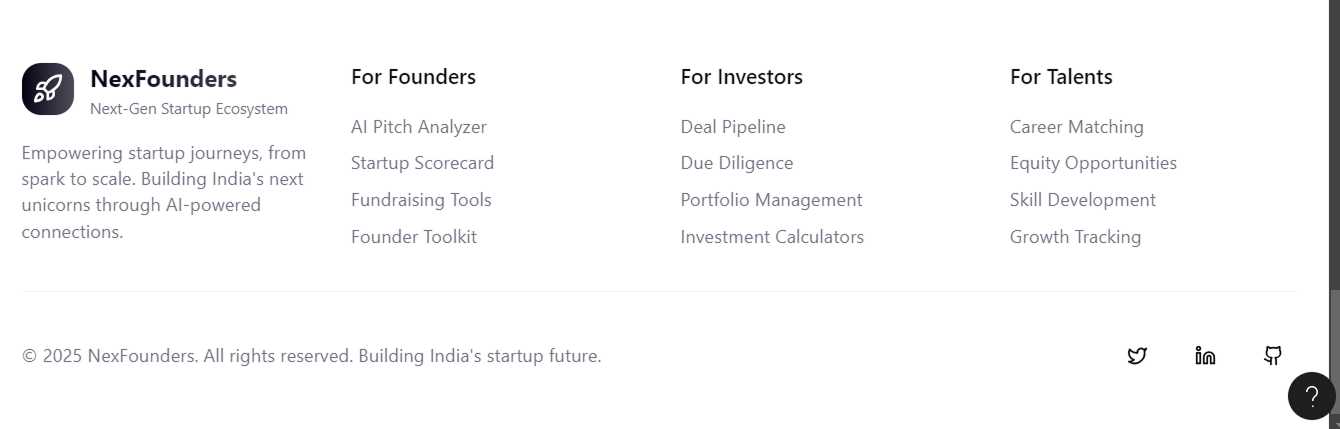 NexFounders
Next-Gen Startup Ecosystem
Empowering startup journeys, from
spark to scale. Building India's next
unicorns through AI-powered
connections.
For Founders
AI Pitch Analyzer
Startup Scorecard
Fundraising Tools
Founder Toolkit
For Investors
Deal Pipeline
Due Diligence
Portfolio Management
Investment Calculators
For Talents
Career Matching
Equity Opportunities
Skill Development
Growth Tracking
© 2025 NexFounders. All rights reserved. Building India's startup future.
?